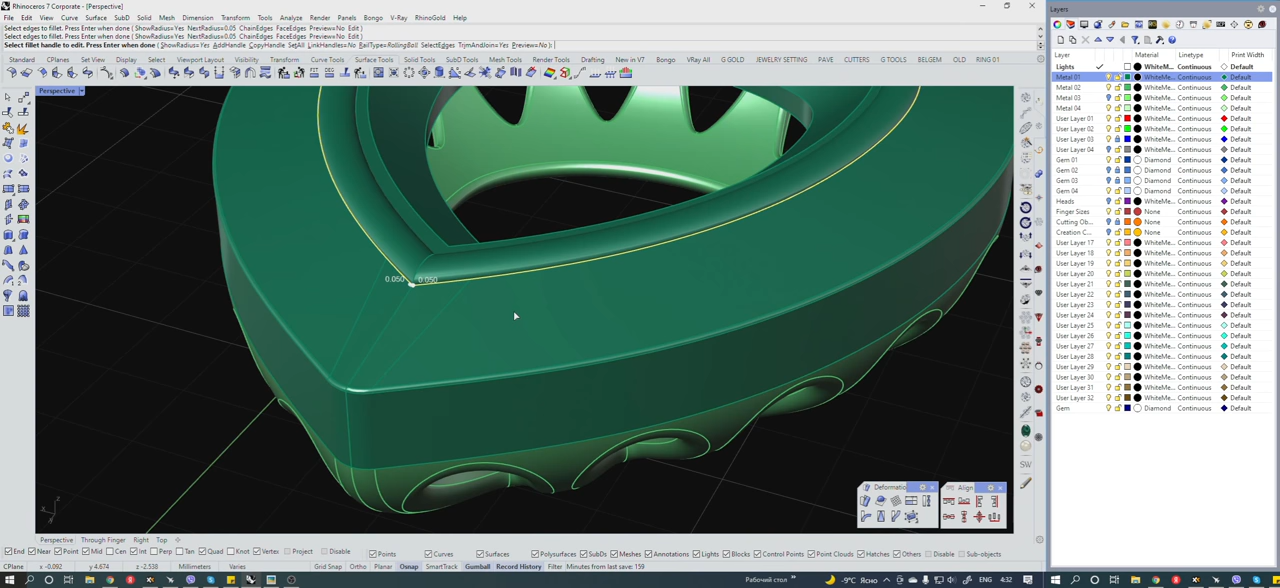 Rhinoceros 7 Corporate - [Perspective]
File Edit View Curve Surface SubD Solid Mesh Dimension Transform Tools Analyze Render Panels Bongo V-Ray RhinoGold Help
Select edges to fillet. Press Enter when done ( ShowRadius=Yes NextRadius=0.05 ChainEdges FaceEdges Preview=No Edit )
Select edges to fillet. Press Enter when done ( ShowRadius=Yes NextRadius=0.05 ChainEdges FaceEdges Preview=No Edit )
Select fillet handle to edit. Press Enter when done ( ShowRadius=Yes AddHandle CopyHandle SetAll LinkHandles=No RailType=RollingBall SelectEdges TrimAndJoin=Yes Preview=No ):
Standard CPlanes Set View Display Select Viewport Layout Visibility Transform Curve Tools Surface Tools Solid Tools SubD Tools Mesh Tools Render Tools Drafting New in V7 Bongo VRay All G GOLD JEWELRY SETTING PAVE CUTTERS G TOOLS BELGEM OLD RING 01
Perspective
0.050 0.050
Deformatio
Align
SW
Perspective Through Finger Right Top
End Near Point Mid Cen Int Perp Tan Quad Knot Vertex Project Disable Points Curves Surfaces Polysurfaces SubDs Meshes Annotations Lights Blocks Control Points Point Clouds Hatches Others Disable Sub-objects
CPlane x -0.092 y 4.674 z -2.538 Millimeters Varying Grid Snap Ortho Planar Osnap SmartTrack Gumball Record History Filter Minutes from last save: 159
Рабочий стол -9°C Ясно ENG 4:32
Layers
Layer Material Linetype Print Width
Lights WhiteM... Continuous Default
Metal 01 WhiteMe... Continuous Default
Metal 02 WhiteMe... Continuous Default
Metal 03 WhiteMe... Continuous Default
Metal 04 WhiteMe... Continuous Default
User Layer 01 WhiteMe... Continuous Default
User Layer 02 WhiteMe... Continuous Default
User Layer 03 WhiteMe... Continuous Default
User Layer 04 WhiteMe... Continuous Default
Gem 01 Diamond Continuous Default
Gem 02 Diamond Continuous Default
Gem 03 Diamond Continuous Default
Gem 04 Diamond Continuous Default
Heads WhiteMe... Continuous Default
Finger Sizes None Continuous Default
Cutting Ob... None Continuous Default
Creation C... None Continuous Default
User Layer 17 WhiteMe... Continuous Default
User Layer 18 WhiteMe... Continuous Default
User Layer 19 WhiteMe... Continuous Default
User Layer 20 WhiteMe... Continuous Default
User Layer 21 WhiteMe... Continuous Default
User Layer 22 WhiteMe... Continuous Default
User Layer 23 WhiteMe... Continuous Default
User Layer 24 WhiteMe... Continuous Default
User Layer 25 WhiteMe... Continuous Default
User Layer 26 WhiteMe... Continuous Default
User Layer 27 WhiteMe... Continuous Default
User Layer 28 WhiteMe... Continuous Default
User Layer 29 WhiteMe... Continuous Default
User Layer 30 WhiteMe... Continuous Default
User Layer 31 WhiteMe... Continuous Default
User Layer 32 WhiteMe... Continuous Default
Gem Diamond Continuous Default